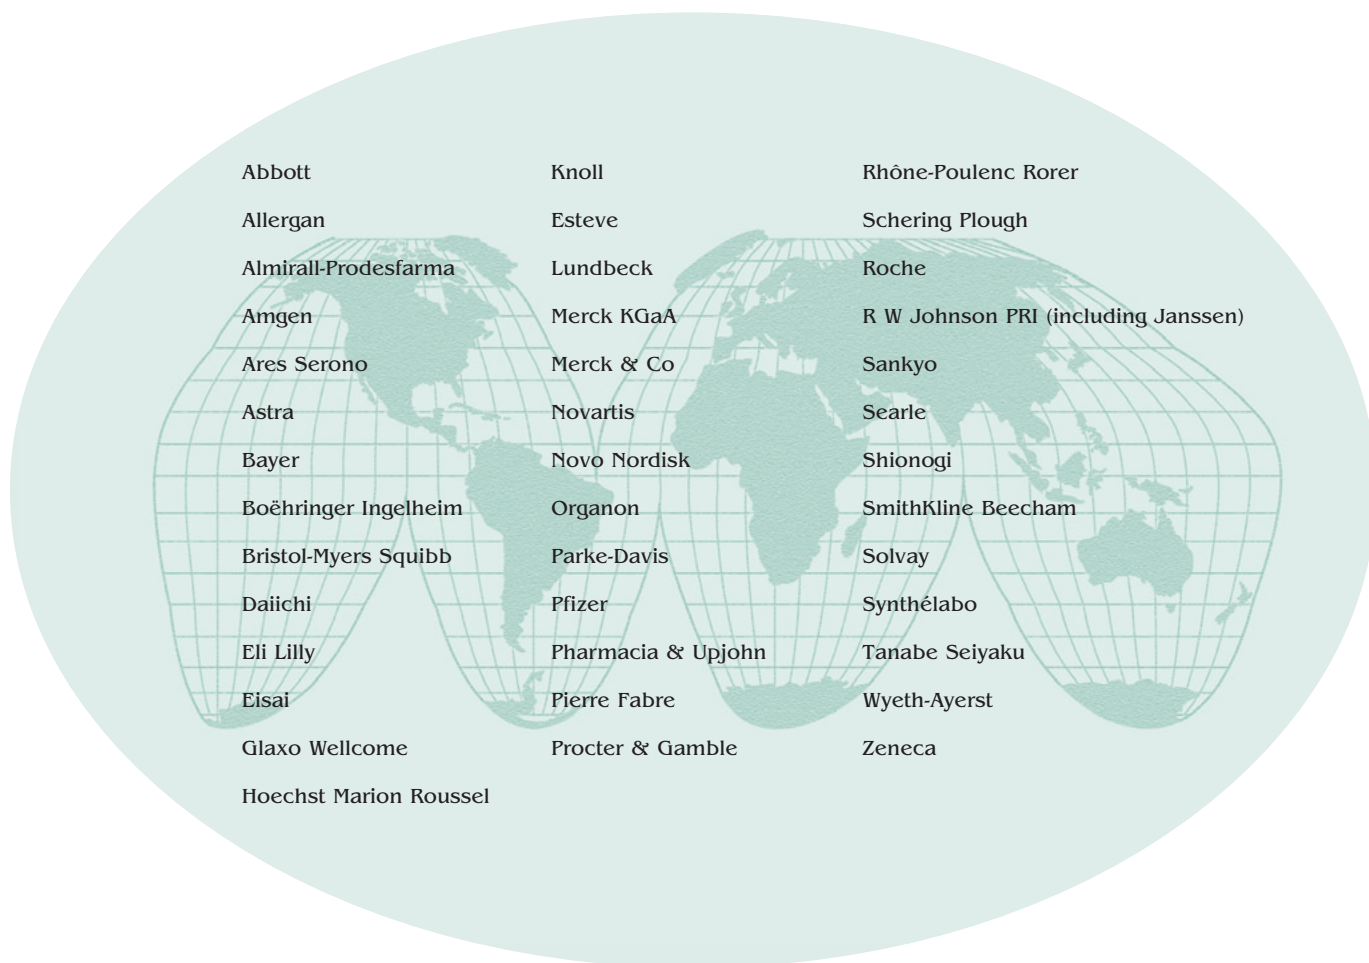 Abbott
Allergan
Almirall-Prodesfarma
Amgen
Ares Serono
Astra
Bayer
Boëhringer Ingelheim
Bristol-Myers Squibb
Daiichi
Eli Lilly
Eisai
Glaxo Wellcome
Hoechst Marion Roussel
Knoll
Esteve
Lundbeck
Merck KGaA
Merck & Co
Novartis
Novo Nordisk
Organon
Parke-Davis
Pfizer
Pharmacia & Upjohn
Pierre Fabre
Procter & Gamble
Rhône-Poulenc Rorer
Schering Plough
Roche
R W Johnson PRI (including Janssen)
Sankyo
Searle
Shionogi
SmithKline Beecham
Solvay
Synthélabo
Tanabe Seiyaku
Wyeth-Ayerst
Zeneca